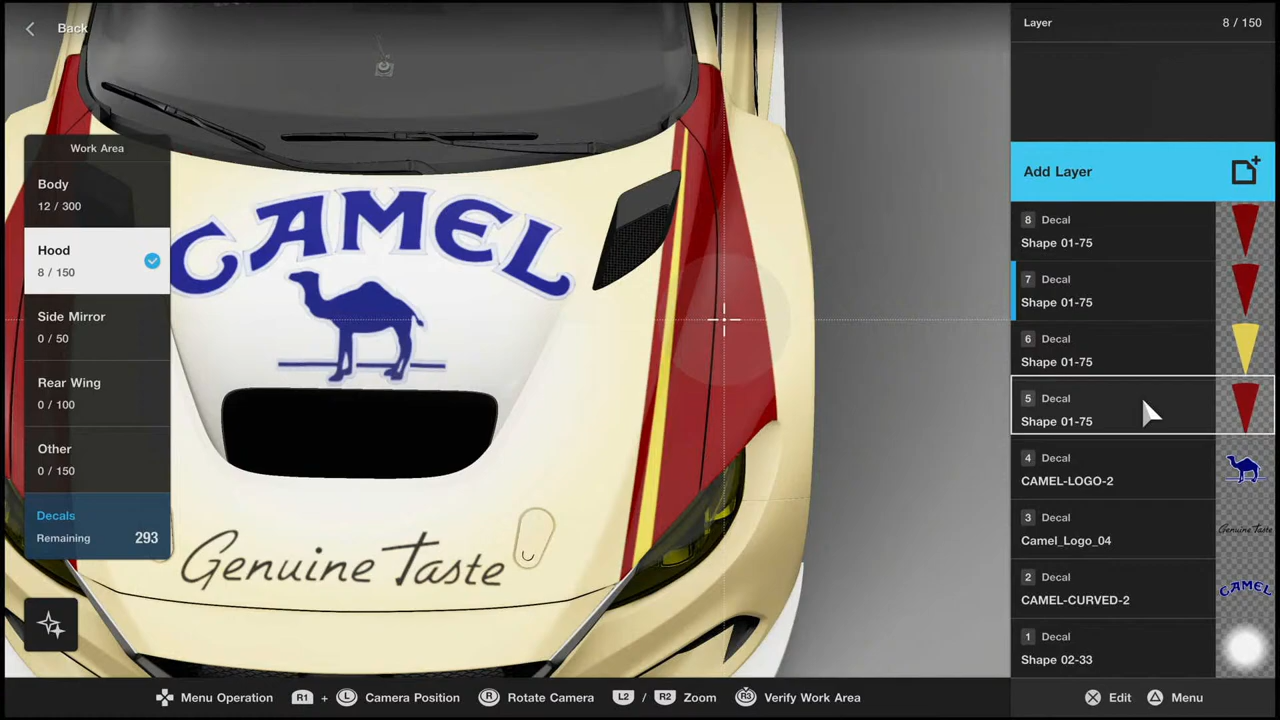 Back
Layer 8 / 150
Work Area
Body
12 / 300
Hood
8 / 150
Side Mirror
0 / 50
Rear Wing
0 / 100
Other
0 / 150
Decals
Remaining 293
CAMEL
Genuine Taste
Add Layer
8 Decal
Shape 01-75
7 Decal
Shape 01-75
6 Decal
Shape 01-75
5 Decal
Shape 01-75
4 Decal
CAMEL-LOGO-2
3 Decal
Camel_Logo_04
Genuine Taste
2 Decal
CAMEL-CURVED-2
CAMEL
1 Decal
Shape 02-33
Menu Operation R1 + L Camera Position R Rotate Camera L2 / R2 Zoom R3 Verify Work Area Edit Menu